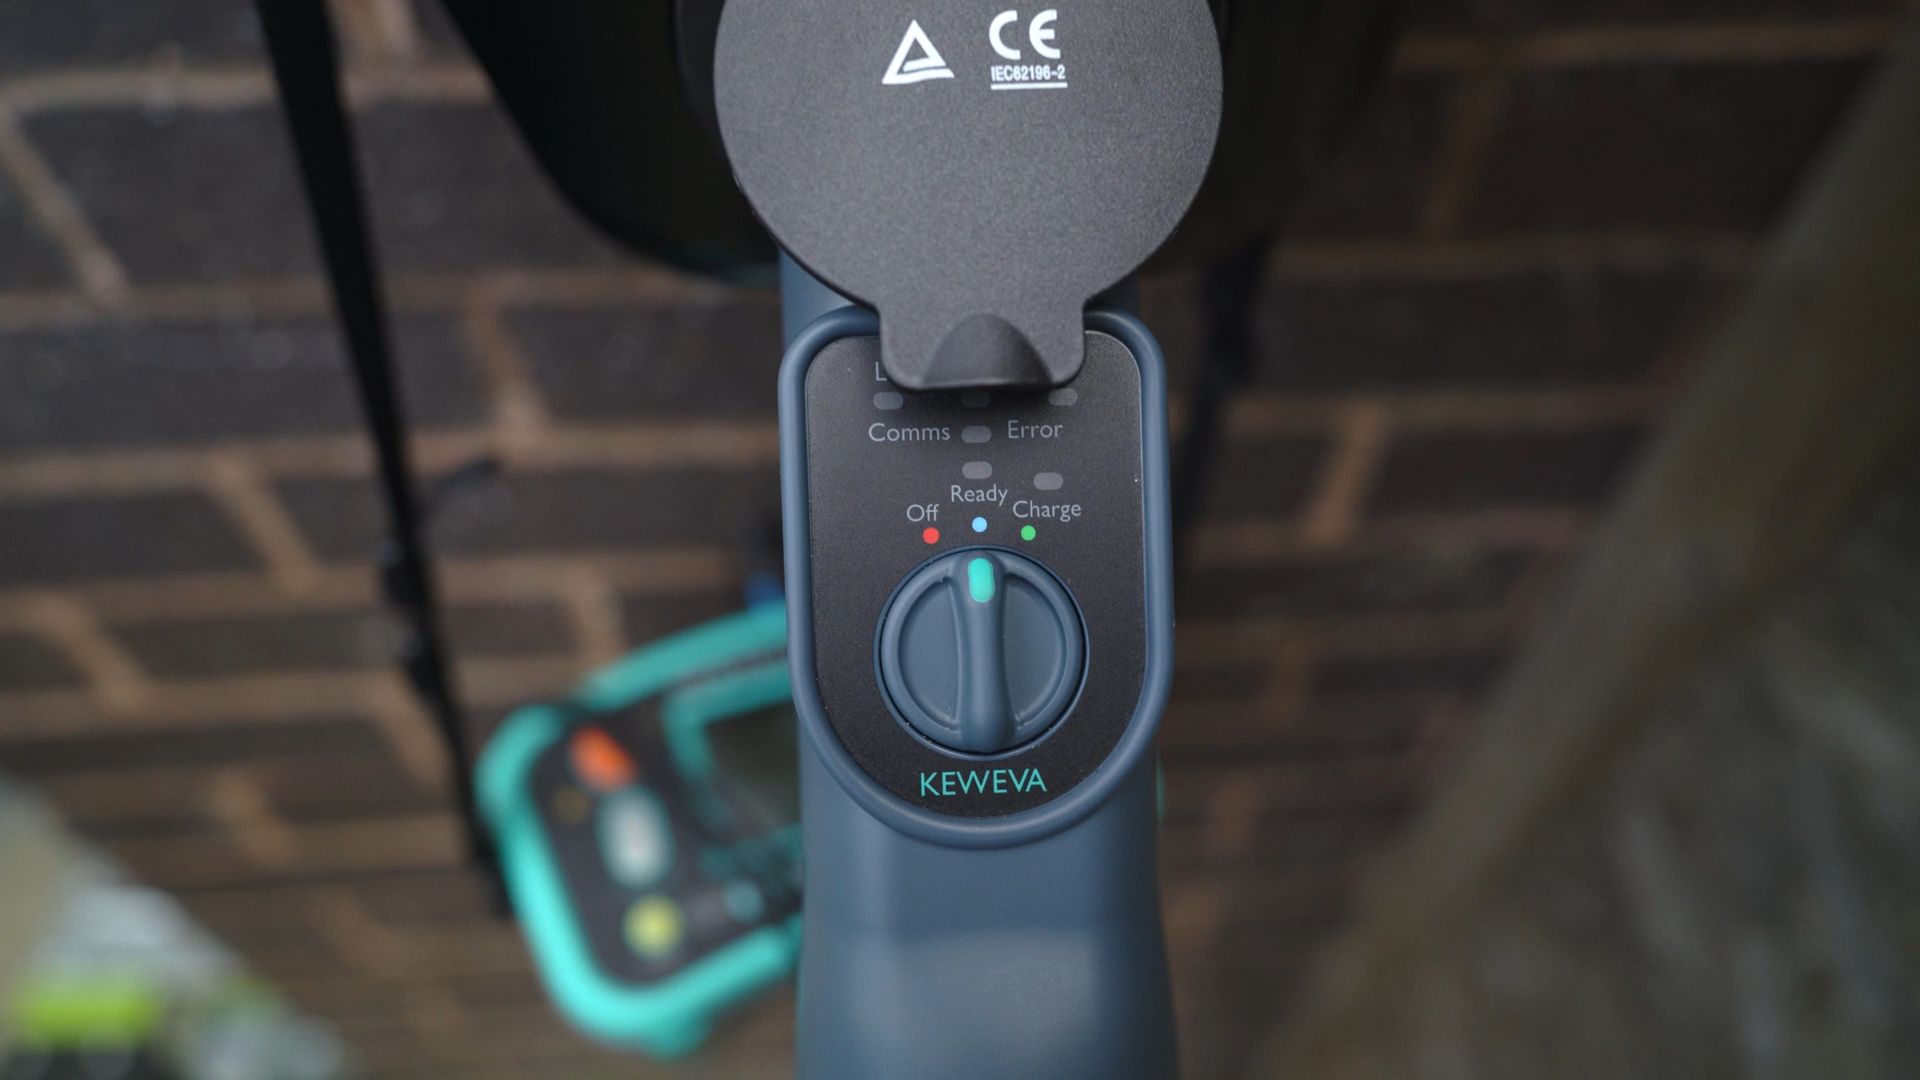 CE
IEC62196-2
L
Comms
Error
Ready
Off
Charge
KEWEVA